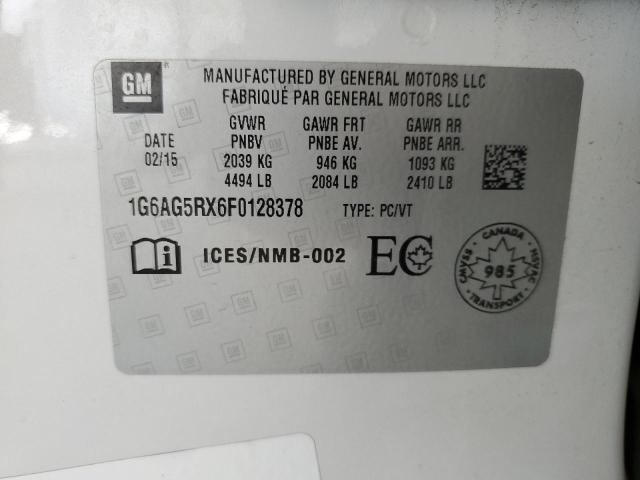 GM
MANUFACTURED BY GENERAL MOTORS LLC
FABRIQUÉ PAR GENERAL MOTORS LLC
GVWR GAWR FRT GAWR RR
DATE PNBV PNBE AV. PNBE ARR.
02/15 2039 KG 946 KG 1093 KG
4494 LB 2084 LB 2410 LB
1G6AG5RX6F0128378 TYPE: PC/VT
ICES/NMB-002 EC
CANADA
CMVSS 985 NSVAC
TRANSPORT